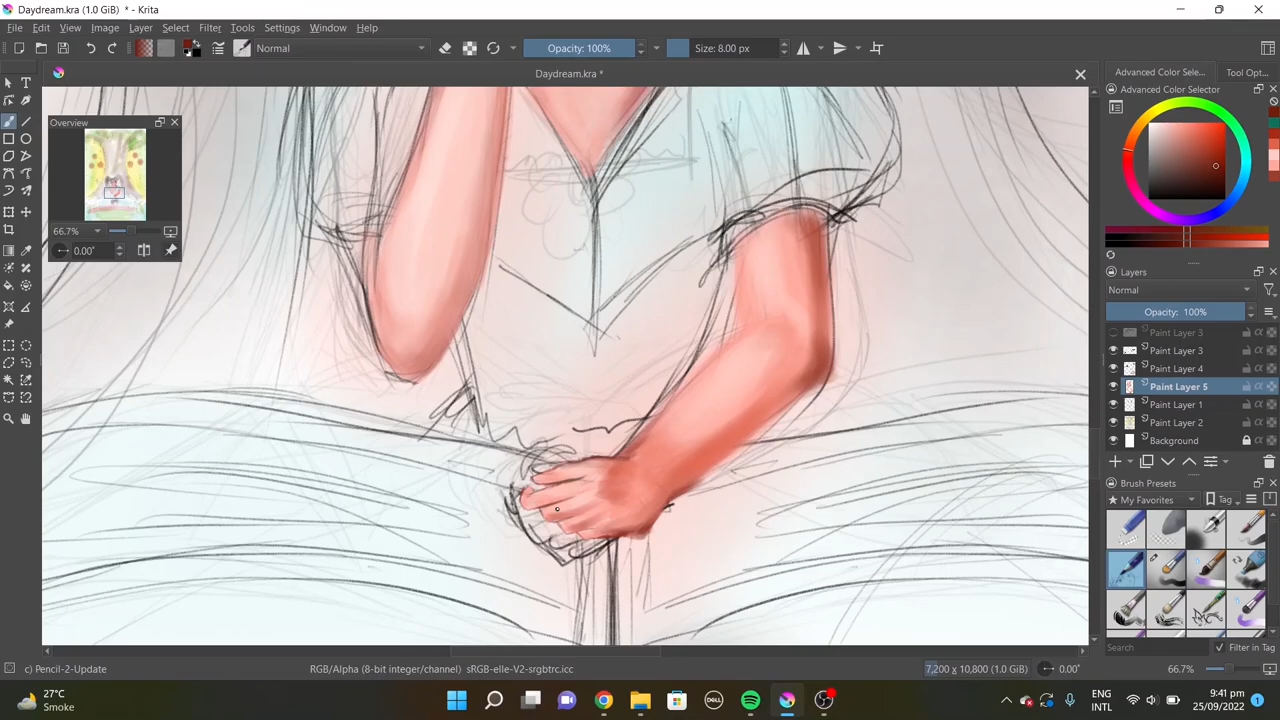 Daydream.kra (1.0 GiB) * - Krita
File Edit View Image Layer Select Filter Tools Settings Window Help
Normal
Opacity: 100%
Size: 8.00 px
Daydream.kra *
Advanced Color Sele...
Tool Opt...
Advanced Color Selector
Overview
66.7%
0.00°
Layers
Normal
Opacity: 100%
Paint Layer 3
Paint Layer 3
Paint Layer 4
Paint Layer 5
Paint Layer 1
Paint Layer 2
Background
Brush Presets
My Favorites
Tag
Search
Filter in Tag
c) Pencil-2-Update
RGB/Alpha (8-bit integer/channel) sRGB-elle-V2-srgbtrc.icc
7,200 x 10,800 (1.0 GiB)
0.00°
66.7%
27°C
Smoke
DELL
ENG
INTL
9:41 pm
25/09/2022
1